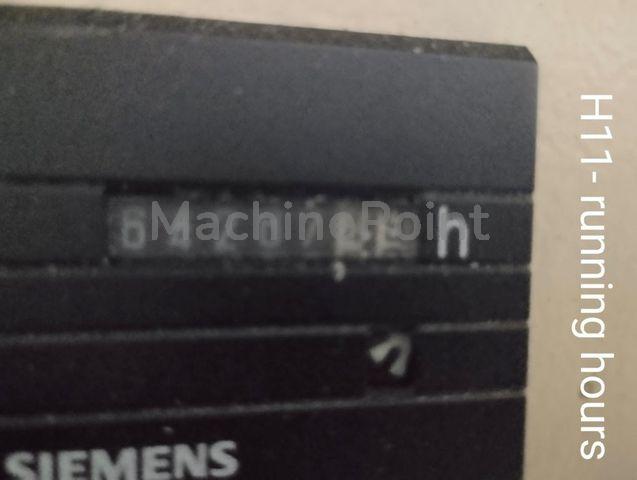 MachinePoint
h
SIEMENS
H11- running hours